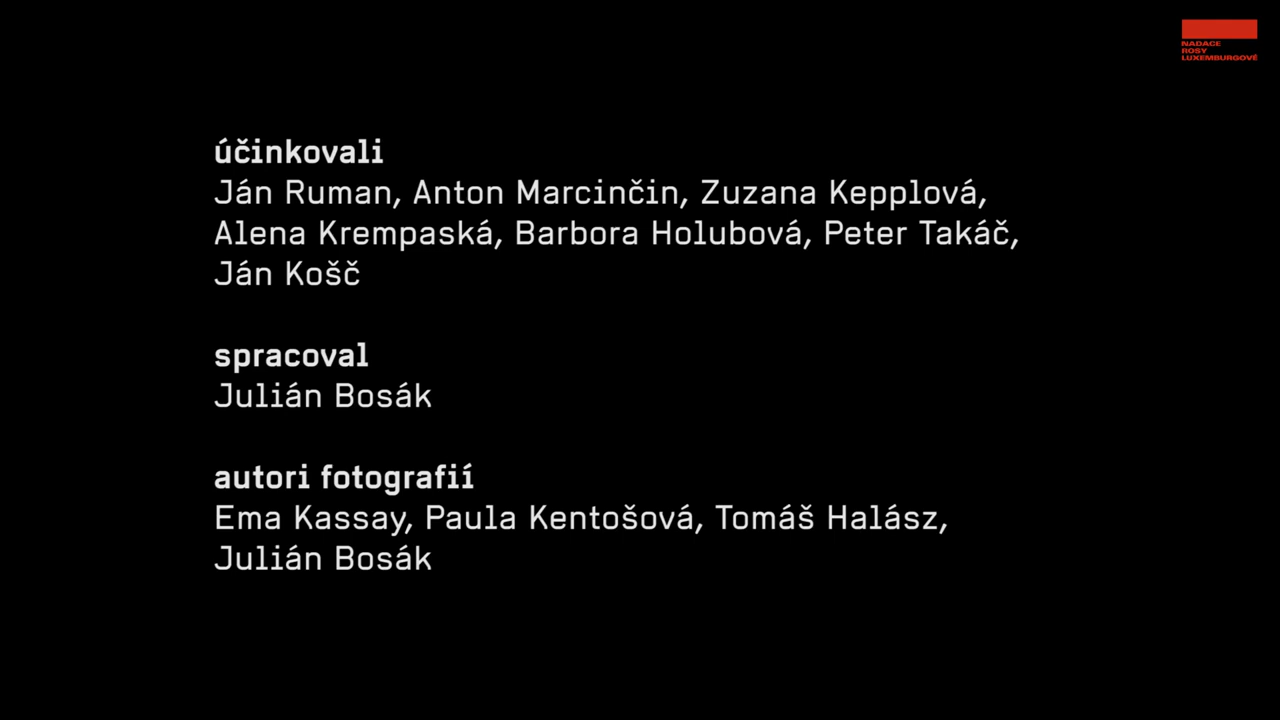 NADACE
ROSY
LUXEMBURGOVÉ
účinkovali
Ján Ruman, Anton Marcinčin, Zuzana Kepplová,
Alena Krempaská, Barbora Holubová, Peter Takáč,
Ján Košč
spracoval
Julián Bosák
autori fotografií
Ema Kassay, Paula Kentošová, Tomáš Halász,
Julián Bosák